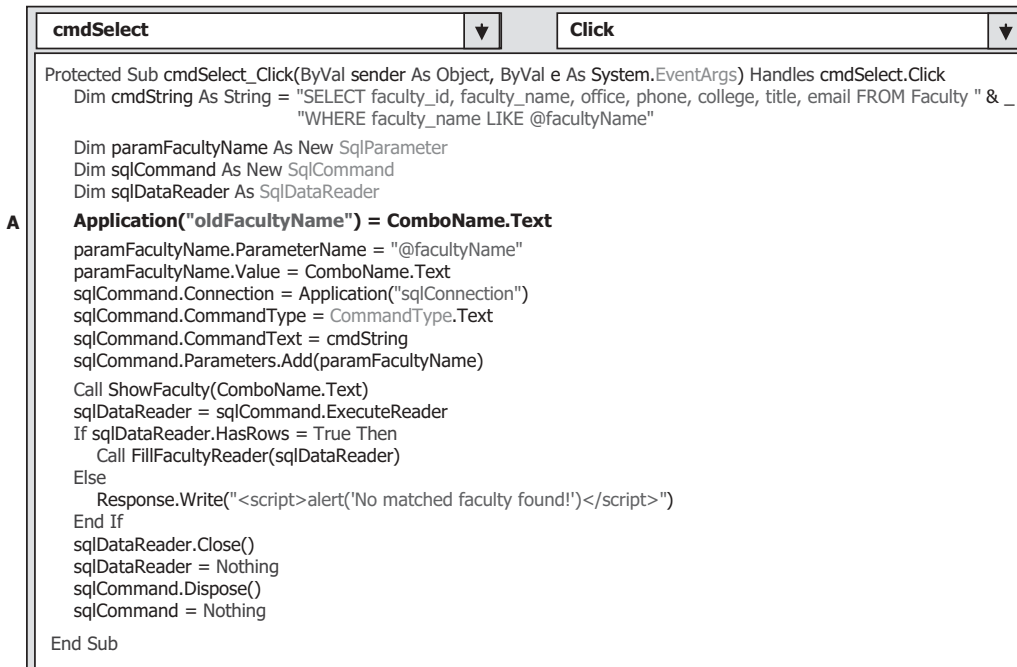 cmdSelect Click
Protected Sub cmdSelect_Click(ByVal sender As Object, ByVal e As System.EventArgs) Handles cmdSelect.Click
Dim cmdString As String = "SELECT faculty_id, faculty_name, office, phone, college, title, email FROM Faculty " & _
"WHERE faculty_name LIKE @facultyName"
Dim paramFacultyName As New SqlParameter
Dim sqlCommand As New SqlCommand
Dim sqlDataReader As SqlDataReader
A Application("oldFacultyName") = ComboName.Text
paramFacultyName.ParameterName = "@facultyName"
paramFacultyName.Value = ComboName.Text
sqlCommand.Connection = Application("sqlConnection")
sqlCommand.CommandType = CommandType.Text
sqlCommand.CommandText = cmdString
sqlCommand.Parameters.Add(paramFacultyName)
Call ShowFaculty(ComboName.Text)
sqlDataReader = sqlCommand.ExecuteReader
If sqlDataReader.HasRows = True Then
Call FillFacultyReader(sqlDataReader)
Else
Response.Write("<script>alert('No matched faculty found!')</script>")
End If
sqlDataReader.Close()
sqlDataReader = Nothing
sqlCommand.Dispose()
sqlCommand = Nothing
End Sub